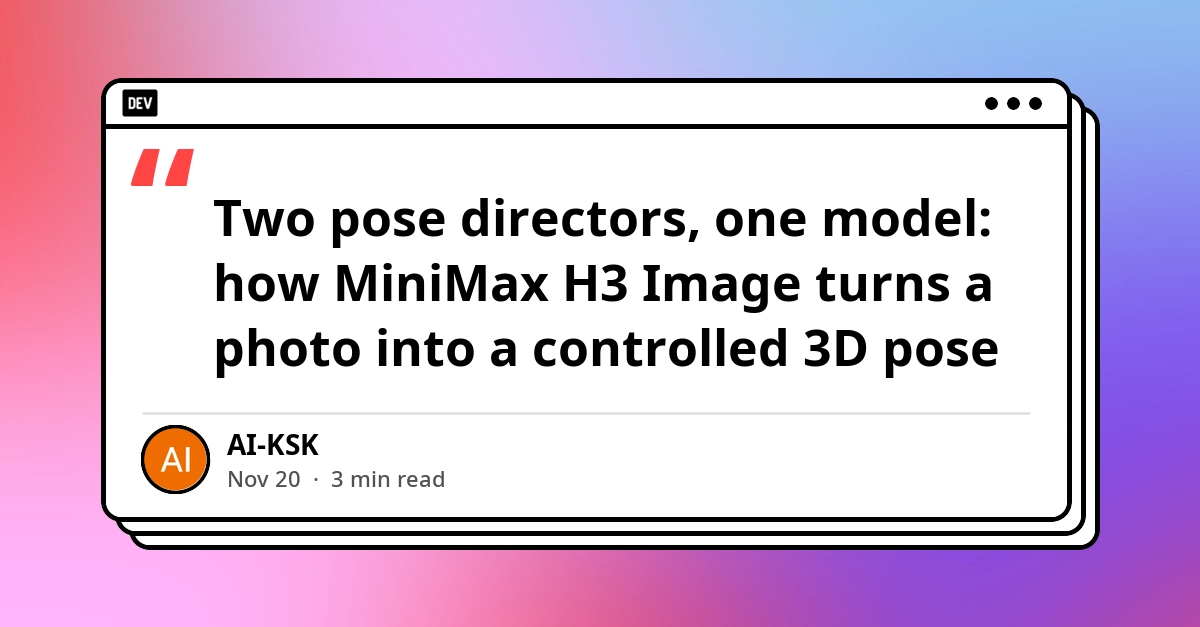 DEV
Two pose directors, one model:
how MiniMax H3 Image turns a
photo into a controlled 3D pose
AI
AI-KSK
Nov 20 · 3 min read